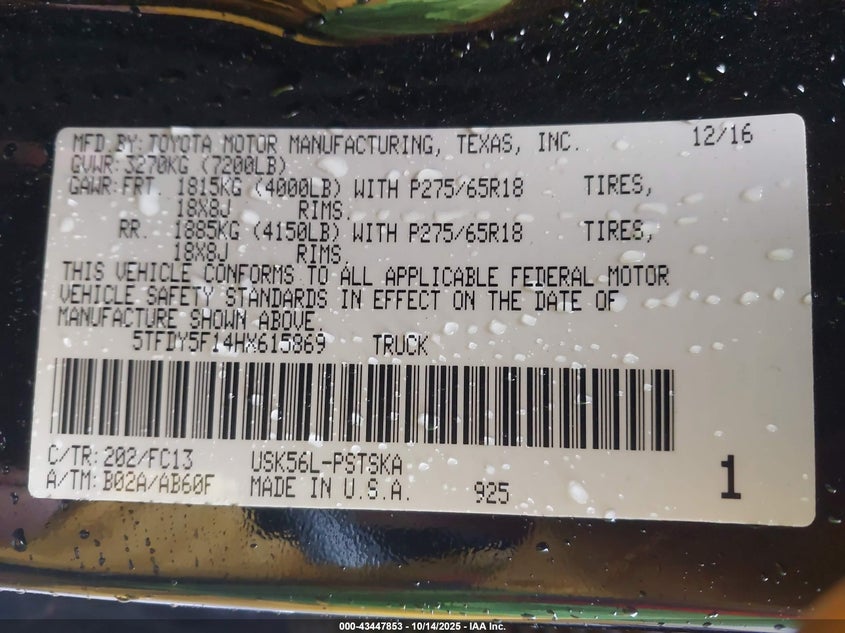 MFD.BY: TOYOTA MOTOR MANUFACTURING, TEXAS, INC. 12/16
GVWR: 3270KG (7200LB)
GAWR: FRT. 1815KG (4000LB) WITH P275/65R18 TIRES,
18X8J RIMS.
RR. 1885KG (4150LB) WITH P275/65R18 TIRES,
18X8J RIMS.
THIS VEHICLE CONFORMS TO ALL APPLICABLE FEDERAL MOTOR
VEHICLE SAFETY STANDARDS IN EFFECT ON THE DATE OF
MANUFACTURE SHOWN ABOVE.
5TFDY5F14HX615869 TRUCK
C/TR: 202/FC13 USK56L-PSTSKA
A/TM: B02A/AB60F MADE IN U.S.A. 925 1
000-43447853 - 10/14/2025 - IAA Inc.